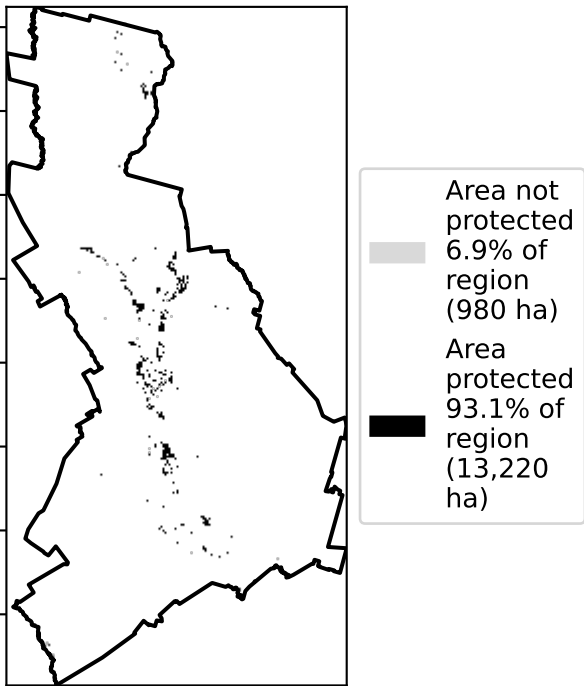 Area not
protected
6.9% of
region
(980 ha)
Area
protected
93.1% of
region
(13,220
ha)